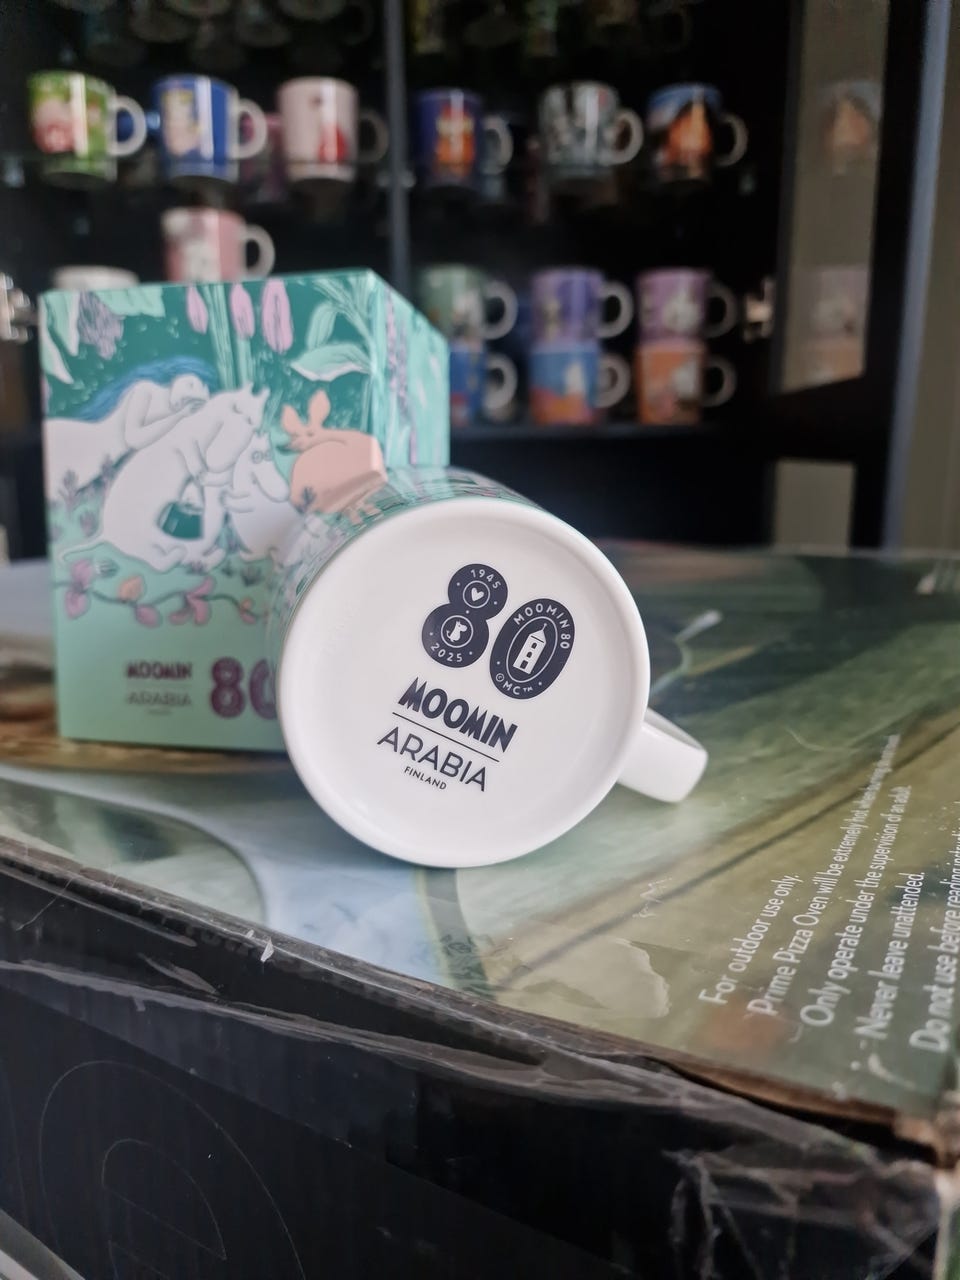 1945
2025
MOOMIN 80
©MC™
MOOMIN
ARABIA
FINLAND
MOOMIN
ARABIA
80
For outdoor use only.
Prime Pizza Oven will be extremely hot
Only operate under the supervision of an adult
Never leave unattended.
Do not use before reading